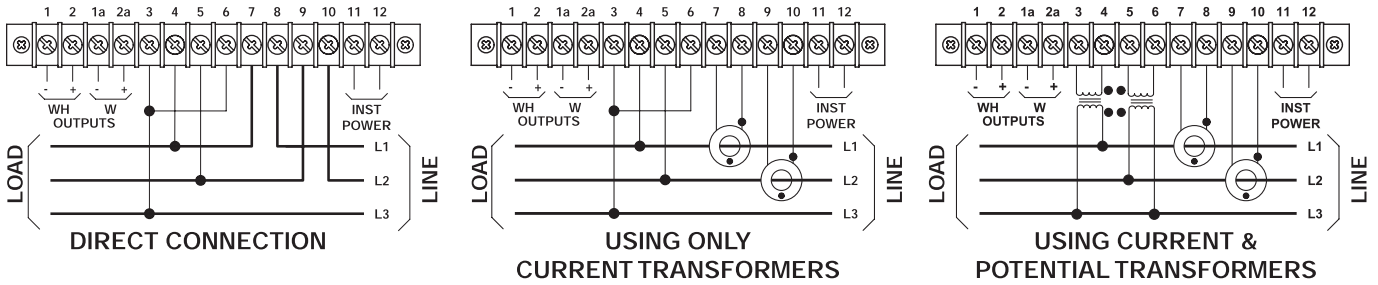 1 2 1a 2a 3 4 5 6 7 8 9 10 11 12
- + - +
WH W
OUTPUTS
INST
POWER
LOAD
LINE
L1
L2
L3
DIRECT CONNECTION
1 2 1a 2a 3 4 5 6 7 8 9 10 11 12
- + - +
WH W
OUTPUTS
INST
POWER
LOAD
LINE
L1
L2
L3
USING ONLY
CURRENT TRANSFORMERS
1 2 1a 2a 3 4 5 6 7 8 9 10 11 12
- + - +
WH W
OUTPUTS
INST
POWER
LOAD
LINE
L1
L2
L3
USING CURRENT &
POTENTIAL TRANSFORMERS